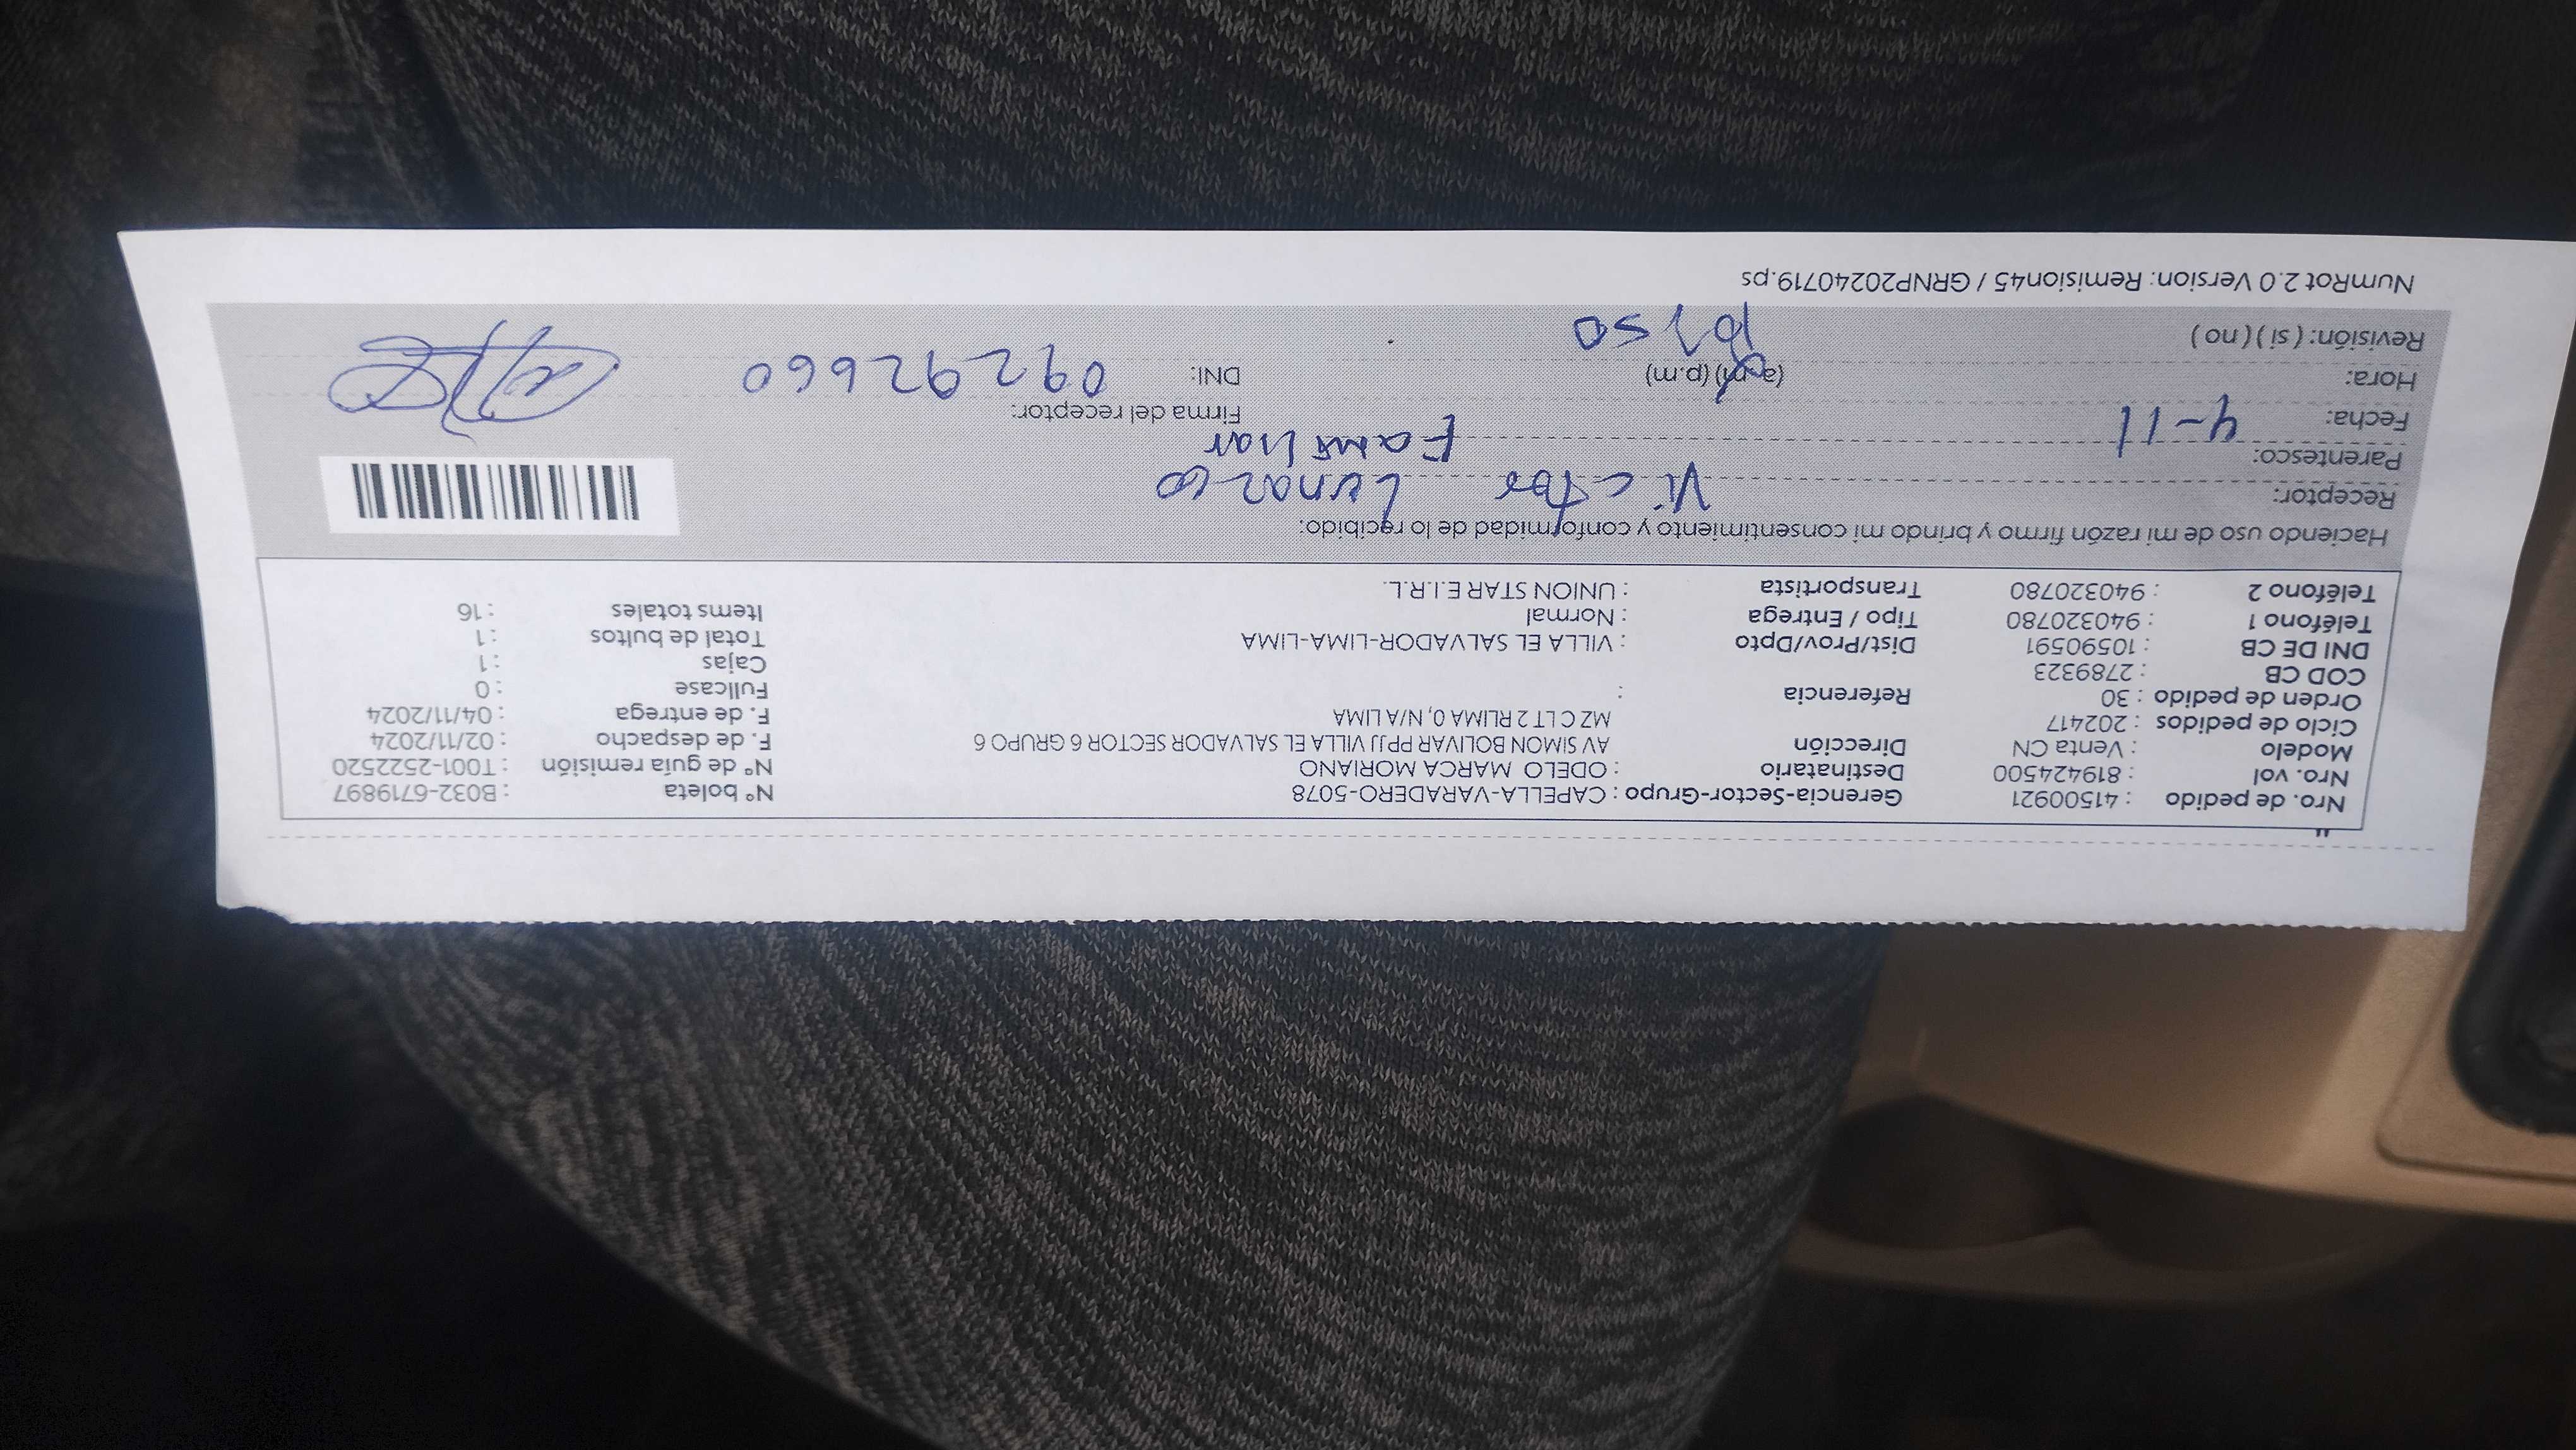 Nro. de pedido : 41500921 Gerencia-Sector-Grupo : CAPELLA-VARADERO-5078 N° boleta : B032-6719897
Nro. vol : 819424500 Destinatario : ODELO MARCA MORIANO N° de guía remisión : T001-2522520
Modelo : Venta CN Dirección AV SIMON BOLIVAR PPJJ VILLA EL SALVADOR SECTOR 6 GRUPO 6 F. de despacho : 02/11/2024
Ciclo de pedidos : 202417 MZ C LT 2 RLIMA 0, N/A LIMA F. de entrega : 04/11/2024
Orden de pedido : 30 Referencia : Fullcase : 0
COD CB : 2789323 Cajas : 1
DNI DE CB : 10590591 Dist/Prov/Dpto : VILLA EL SALVADOR-LIMA-LIMA Total de bultos : 1
Teléfono 1 : 940320780 Tipo / Entrega : Normal Items totales : 16
Teléfono 2 : 940320780 Transportista : UNION STAR E.I.R.L.
Haciendo uso de mi razón firmo y brindo mi consentimiento y conformidad de lo recibido:
Receptor: Victor
Parentesco: Familiar
Fecha: 4-11 Firma del receptor:
Hora: (a.m) (p.m) DNI: 09292660
Revisión: ( si ) ( no )
NumRot 2.0 Version: Remision45 / GRNP20240719.ps